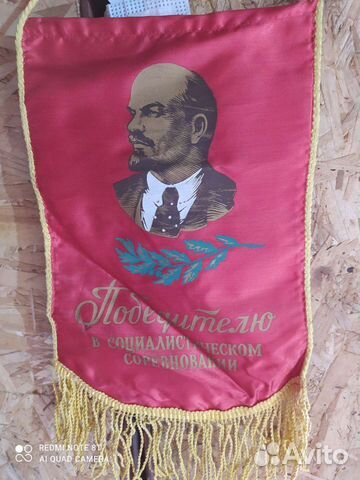 Победителю
в социалистическом
соревновании
REDMI NOTE 8T
AI QUAD CAMERA
Avito